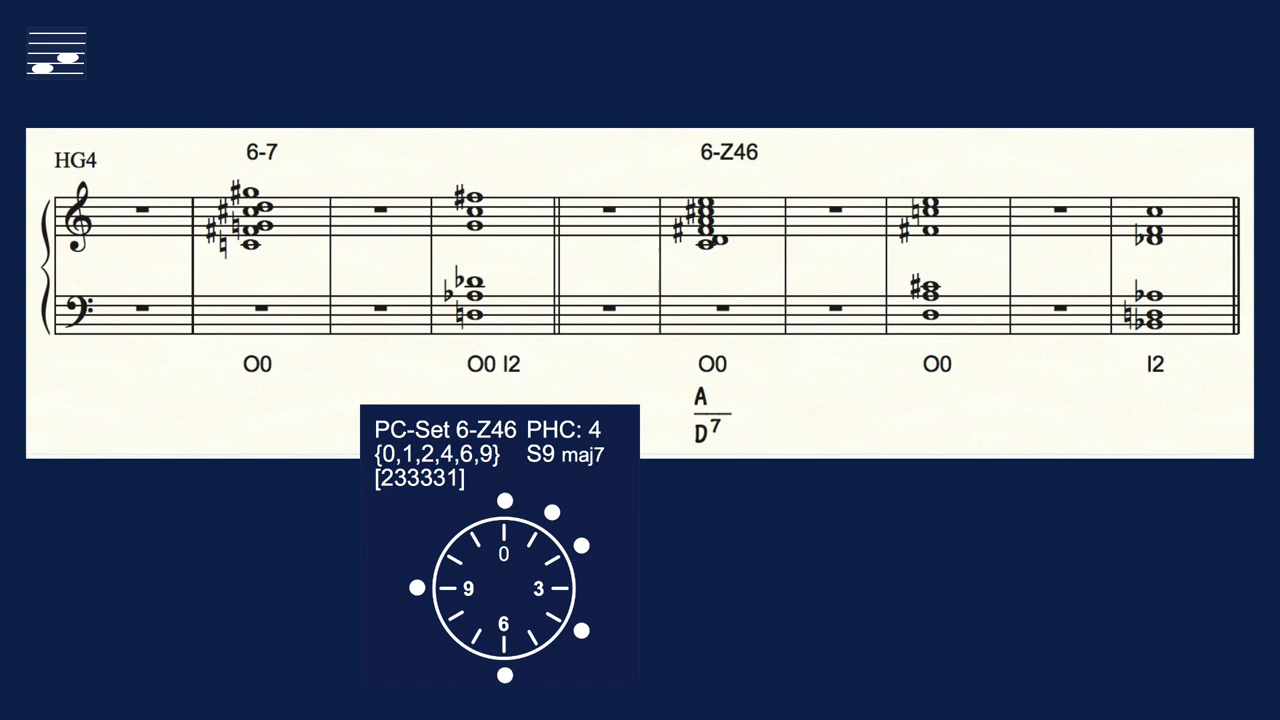 6-7 6-Z46
HG4
O0 O0 I2 O0 O0 I2
A
D7
PC-Set 6-Z46 PHC: 4
{0,1,2,4,6,9} S9 maj7
[233331]
0
9 3
6